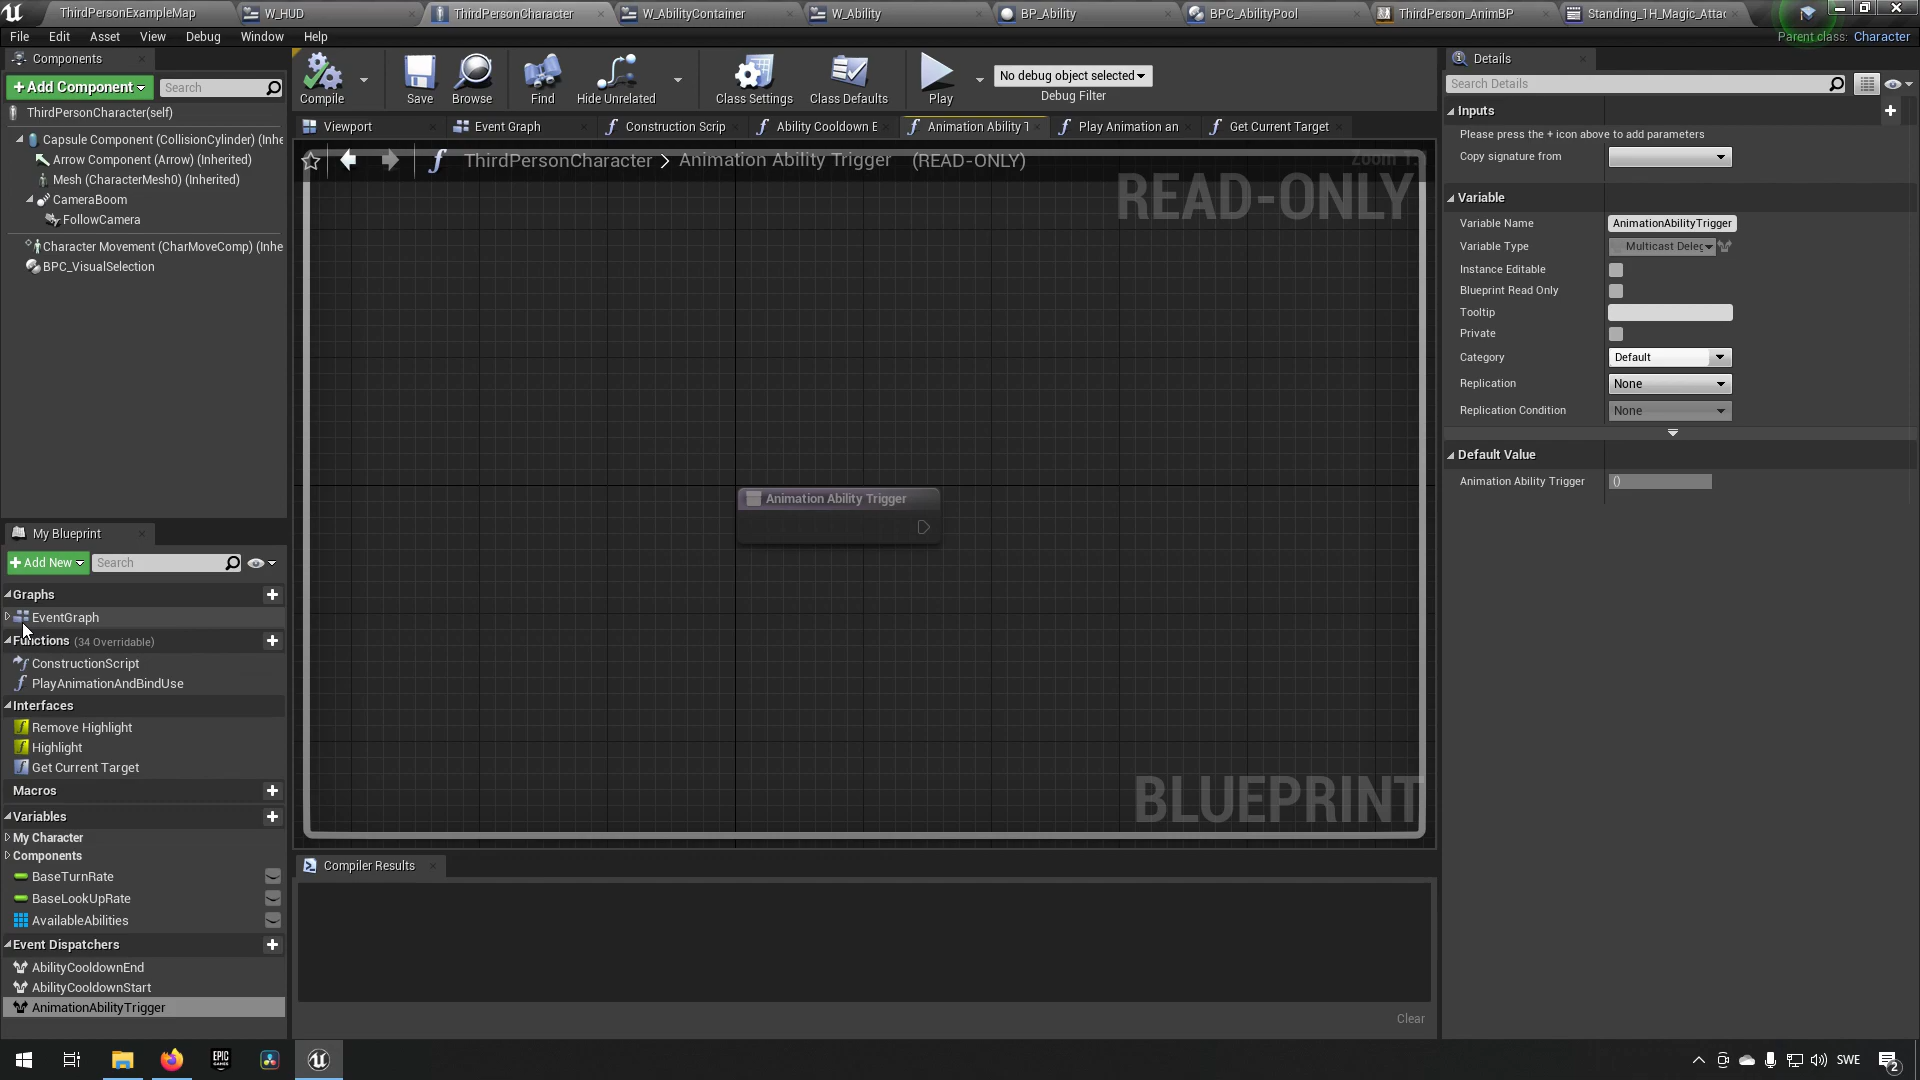 ThirdPersonExampleMap
W_HUD
ThirdPersonCharacter
W_AbilityContainer
W_Ability
BP_Ability
BPC_AbilityPool
ThirdPerson_AnimBP
Standing_1H_Magic_Attac
File Edit Asset View Debug Window Help
Parent class: Character
Components
+Add Component
Search
ThirdPersonCharacter(self)
Capsule Component (CollisionCylinder) (Inhe
Arrow Component (Arrow) (Inherited)
Mesh (CharacterMesh0) (Inherited)
CameraBoom
FollowCamera
Character Movement (CharMoveComp) (Inhe
BPC_VisualSelection
Compile
Save
Browse
Find
Hide Unrelated
Class Settings
Class Defaults
Play
No debug object selected
Debug Filter
Viewport
Event Graph
Construction Scrip
Ability Cooldown E
Animation Ability T
Play Animation an
Get Current Target
ThirdPersonCharacter > Animation Ability Trigger (READ-ONLY)
READ-ONLY
Animation Ability Trigger
BLUEPRINT
My Blueprint
+Add New
Search
Graphs
EventGraph
Functions (34 Overridable)
ConstructionScript
PlayAnimationAndBindUse
Interfaces
Remove Highlight
Highlight
Get Current Target
Macros
Variables
My Character
Components
BaseTurnRate
BaseLookUpRate
AvailableAbilities
Event Dispatchers
AbilityCooldownEnd
AbilityCooldownStart
AnimationAbilityTrigger
Compiler Results
Clear
Details
Search Details
Inputs
Please press the + icon above to add parameters
Copy signature from
Variable
Variable Name AnimationAbilityTrigger
Variable Type Multicast Deleg
Instance Editable
Blueprint Read Only
Tooltip
Private
Category Default
Replication None
Replication Condition None
Default Value
Animation Ability Trigger ()
EPIC
GAMES
SWE
2